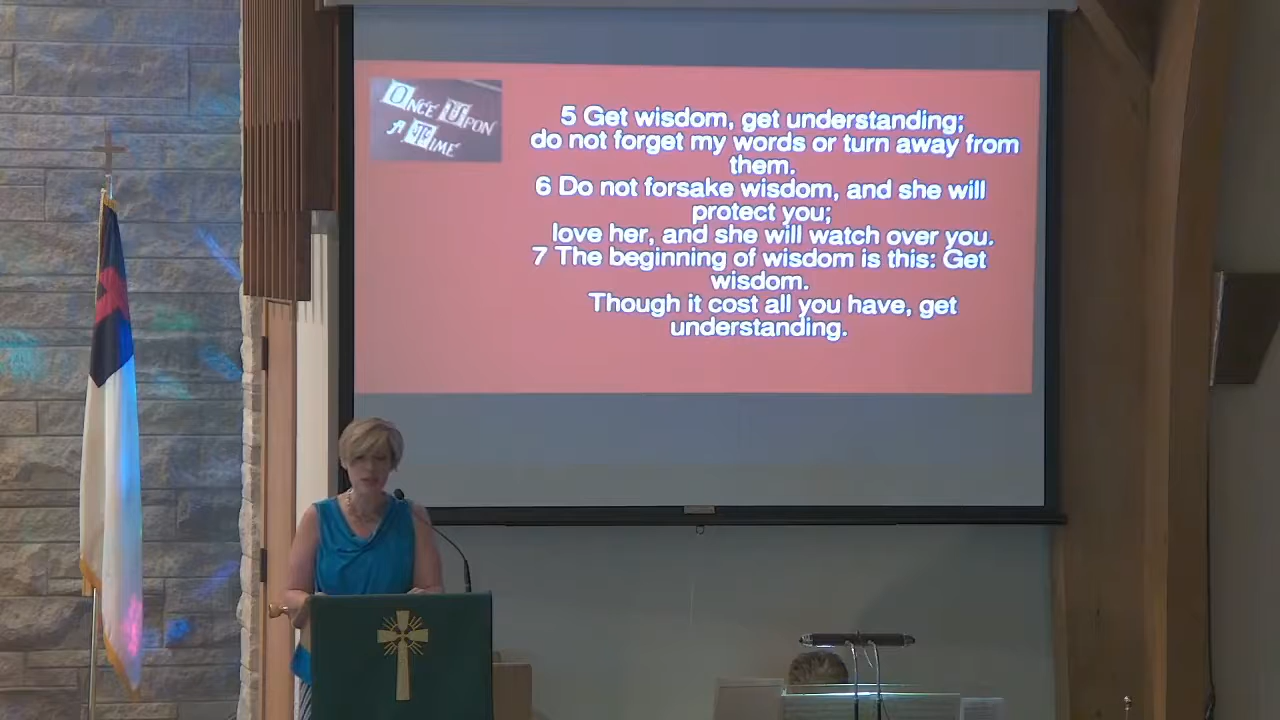 Once Upon
A Time
5 Get wisdom, get understanding;
do not forget my words or turn away from
them.
6 Do not forsake wisdom, and she will
protect you;
love her, and she will watch over you.
7 The beginning of wisdom is this: Get
wisdom.
Though it cost all you have, get
understanding.